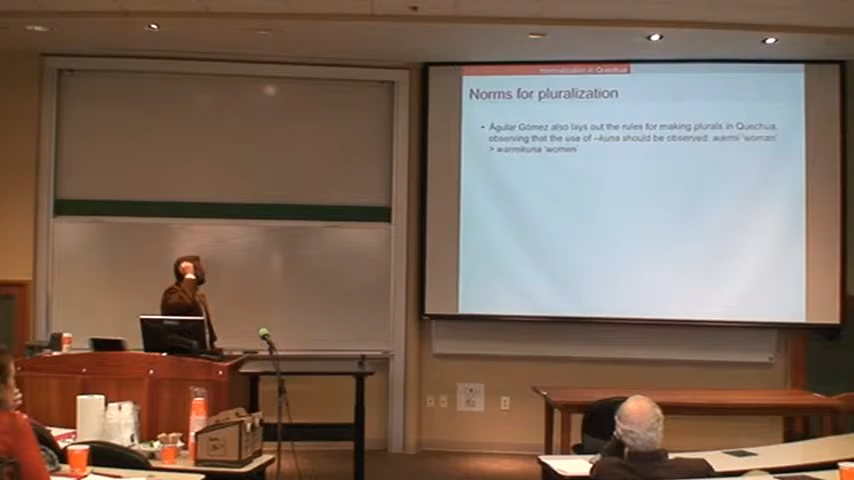 Normalization in Quechua
Norms for pluralization
• Ágular Gómez also lays out the rules for making plurals in Quechua,
observing that the use of –kuna should be observed: warmi 'woman'
> warmikuna 'women'